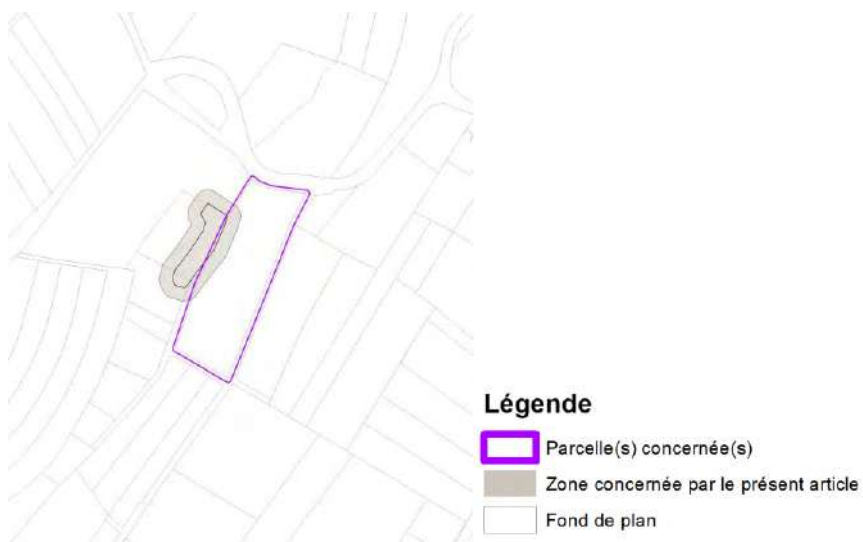 Légende
Parcelle(s) concernée(s)
Zone concernée par le présent article
Fond de plan